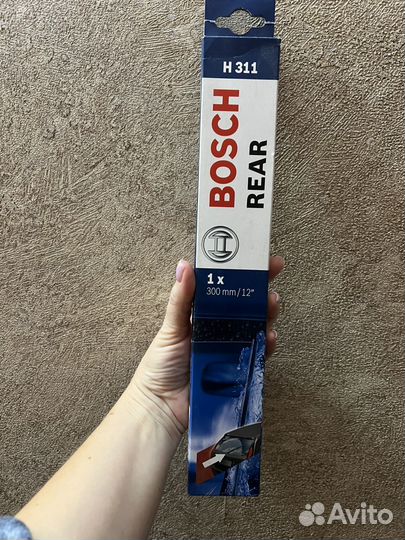 H 311
BOSCH
REAR
1 x
300 mm / 12"
Avito